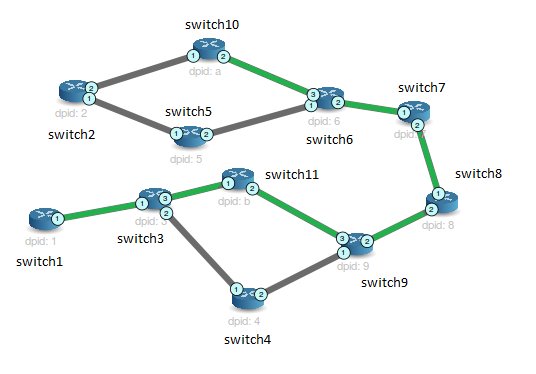 switch10
1
2
dpid: a
switch7
2
1
dpid: 2
switch2
switch5
1
2
dpid: 5
3
1
2
dpid: 6
switch6
1
2
dpid:
switch11
1
2
dpid: b
switch8
1
2
dpid: 8
1
dpid: 1
switch1
1
3
2
dpid: 3
switch3
3
2
1
dpid: 9
switch9
1
2
dpid: 4
switch4